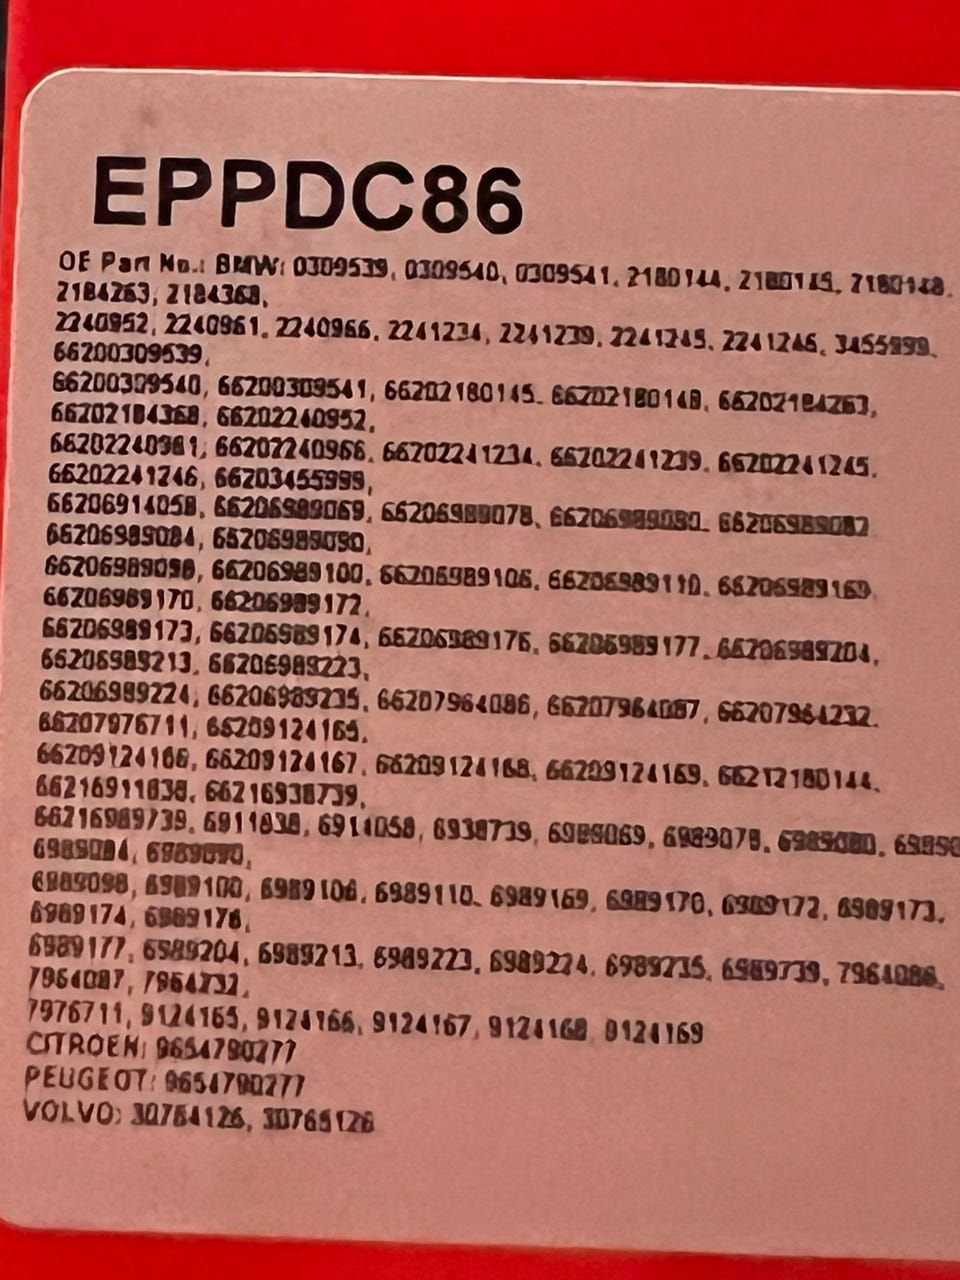 EPPDC86
OE Part No.: BMW: 0309539, 0309540, 0309541, 2180144, 2180145, 2180148,
2184263, 2184368,
2240952, 2240961, 2240966, 2241234, 2241239, 2241245, 2241246, 3455999,
66200309539,
66200309540, 66200309541, 66202180145, 66202180148, 66202184263,
66202184368, 66202240952,
66202240961, 66202240966, 66202241234, 66202241239, 66202241245,
66202241246, 66203455999,
66206914058, 66206989069, 66206989078, 66206989080, 66206989082
66206989084, 66206989090,
66206989098, 66206989100, 66206989106, 66206989110, 66206989169,
66206989170, 66206989172,
66206989173, 66206989174, 66206989176, 66206989177, 66206989204,
66206989213, 66206989223,
66206989224, 66206989235, 66207964086, 66207964087, 66207964232,
66207976711, 66209124165,
66209124166, 66209124167, 66209124168, 66209124169, 66212180144,
66216911838, 66216938739,
66216989739, 6911838, 6914058, 6938739, 6989069, 6989078, 6989080,
6989084, 6989090,
6989098, 6989100, 6989106, 6989110, 6989169, 6989170, 6989172, 6989173,
6989174, 6989176,
6989177, 6989204, 6989213, 6989223, 6989224, 6989235, 6989739, 7964086,
7964087, 7964232,
7976711, 9124165, 9124166, 9124167, 9124168, 9124169
CITROEN: 9654790277
PEUGEOT: 9654790277
VOLVO: 30764126, 30765126